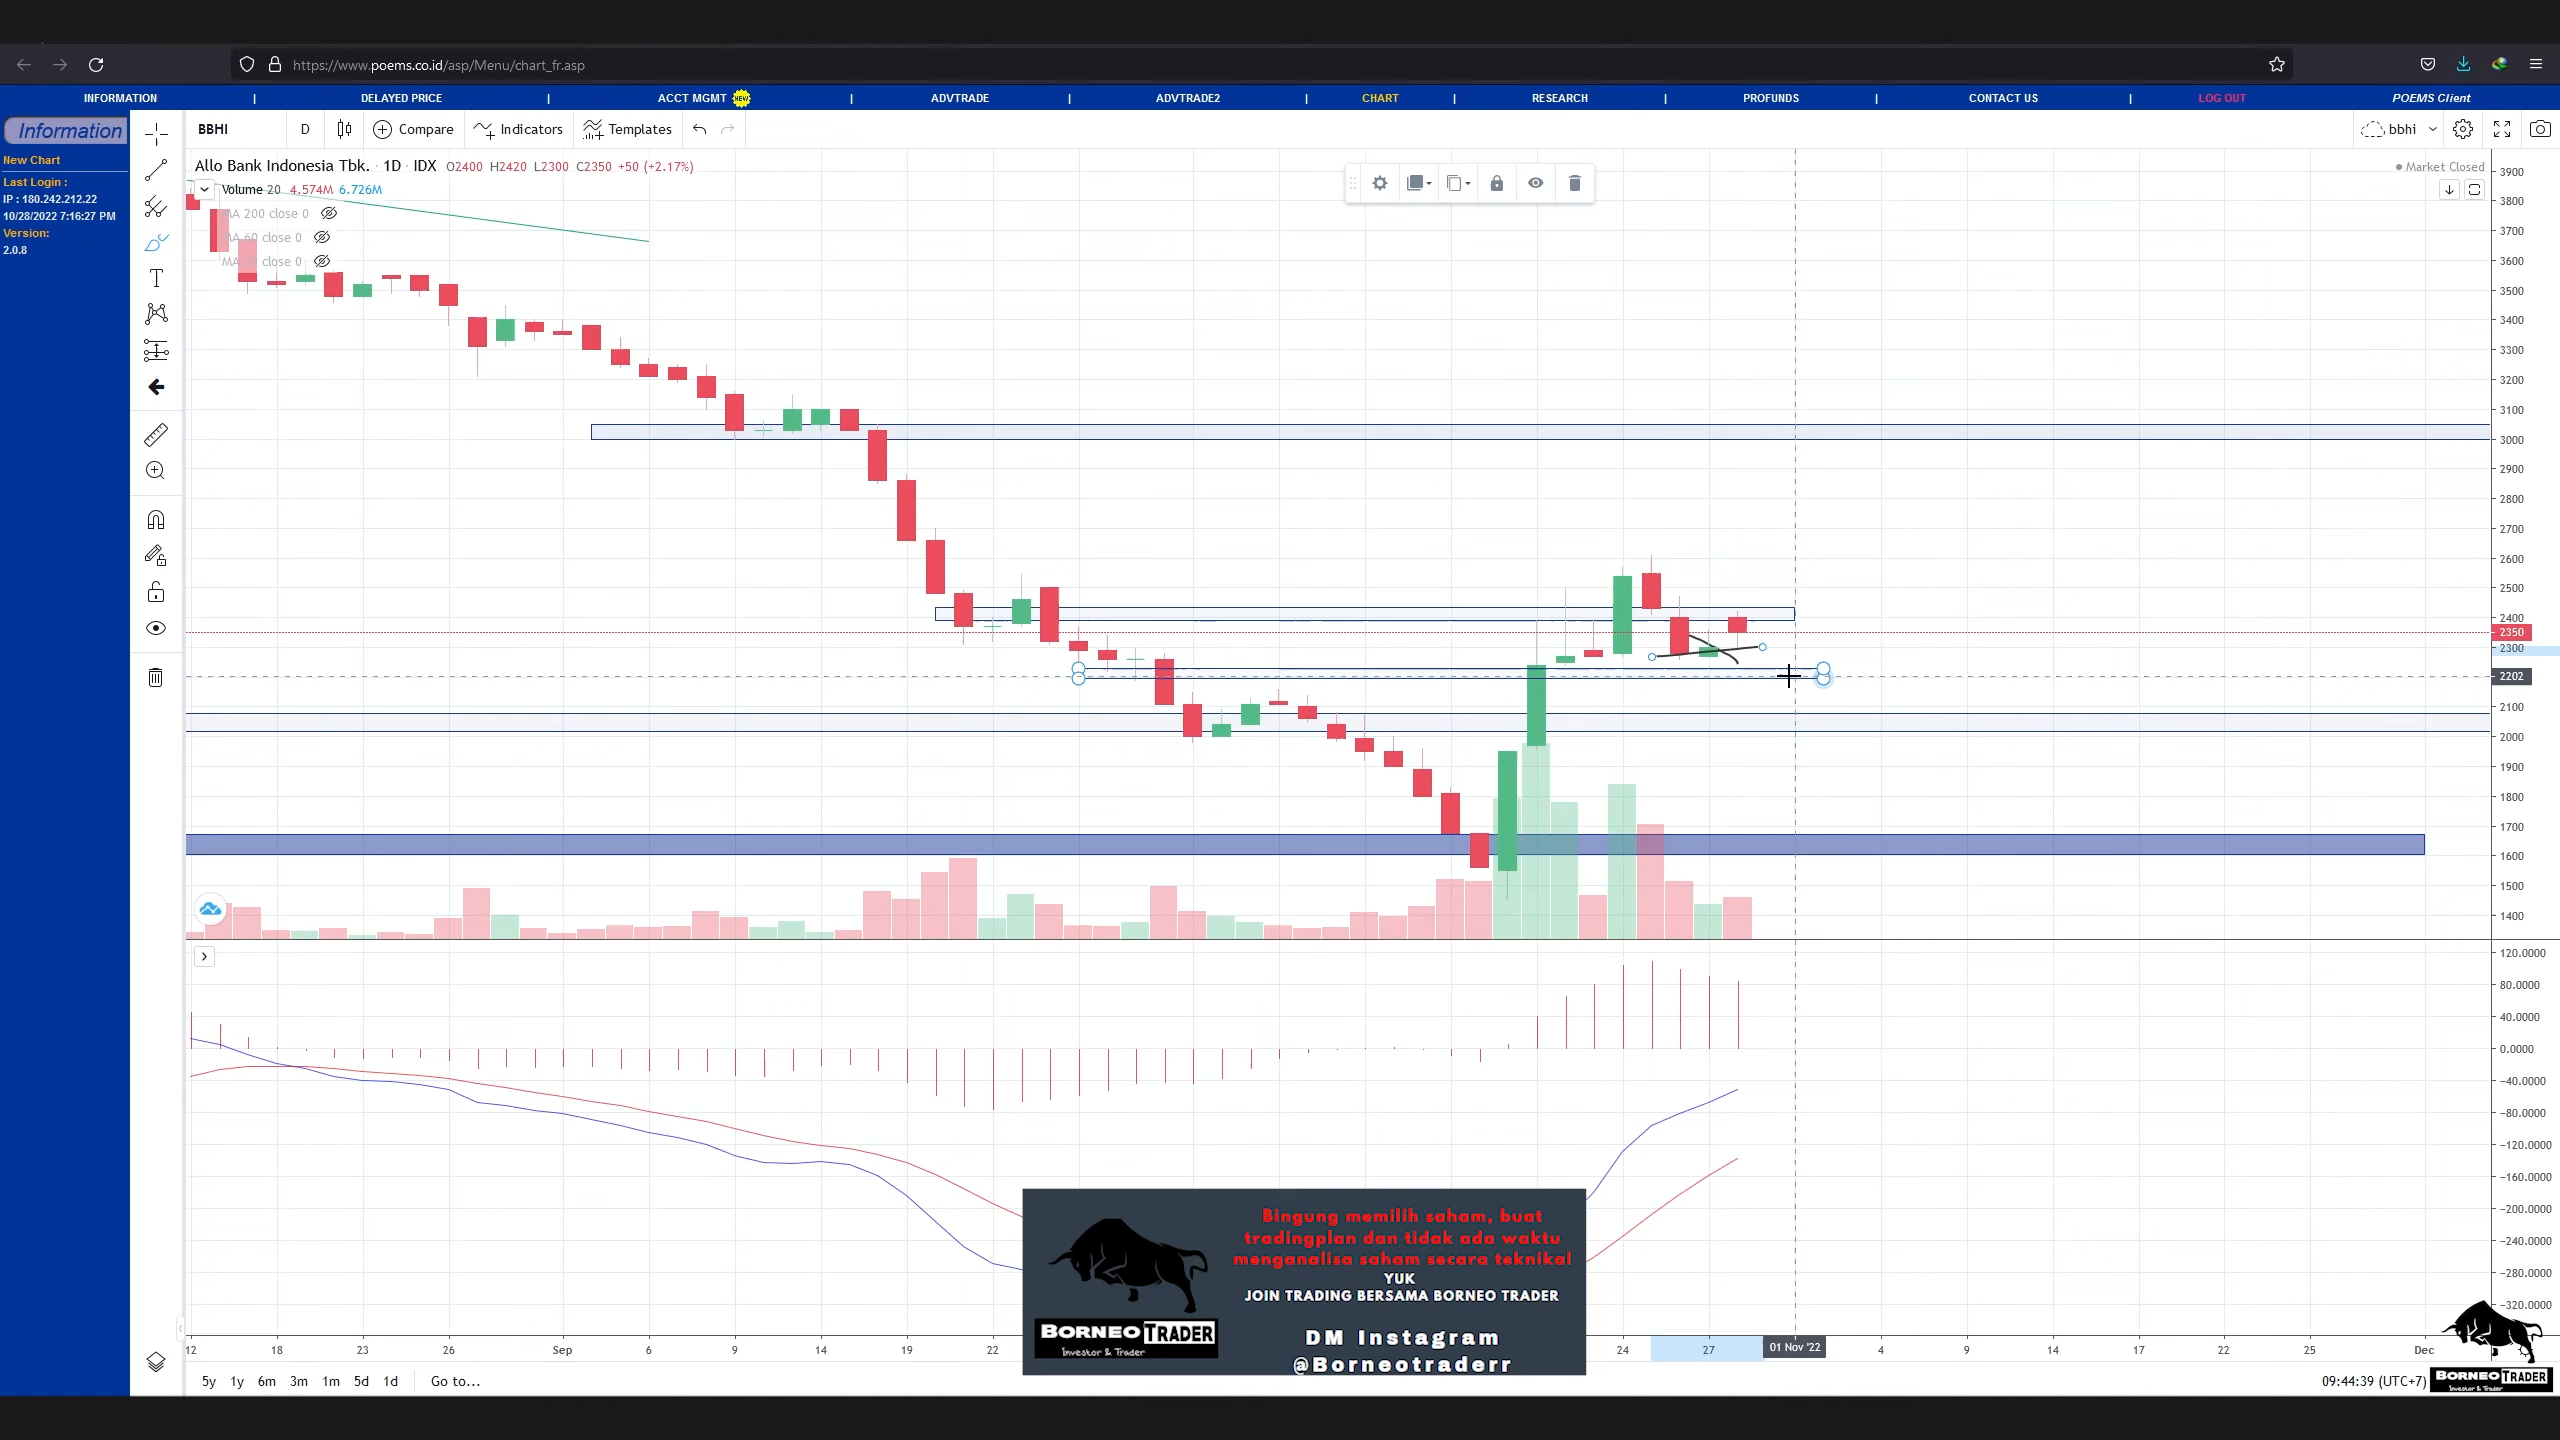 https://www.poems.co.id/asp/Menu/chart_fr.asp
INFORMATION | DELAYED PRICE | ACCT MGMT NEW | ADVTRADE | ADVTRADE2 | CHART | RESEARCH | PROFUNDS | CONTACT US | LOG OUT POEMS Client
Information
New Chart
Last Login :
IP : 180.242.212.22
10/28/2022 7:16:27 PM
Version:
2.0.8
BBHI D Compare Indicators Templates bbhi
Allo Bank Indonesia Tbk. · 1D · IDX O2400 H2420 L2300 C2350 +50 (+2.17%)
Market Closed
Volume 20 4.574M 6.726M
MA 200 close 0
MA 60 close 0
MA close 0
3900
3800
3700
3600
3500
3400
3300
3200
3100
3000
2900
2800
2700
2600
2500
2400
2350
2300
2202
2100
2000
1900
1800
1700
1600
1500
1400
120.0000
80.0000
40.0000
0.0000
-40.0000
-80.0000
-120.0000
-160.0000
-200.0000
-240.0000
-280.0000
-320.0000
Bingung memilih saham, buat
tradingplan dan tidak ada waktu
menganalisa saham secara teknikal
YUK
JOIN TRADING BERSAMA BORNEO TRADER
DM Instagram
@Borneotraderr
BORNEO TRADER
Investor & Trader
12 18 23 26 Sep 6 9 14 19 22 24 27 01 Nov '22 4 9 14 17 22 25 Dec
5y 1y 6m 3m 1m 5d 1d Go to...
09:44:39 (UTC+7)
BORNEO TRADER
Investor & Trader